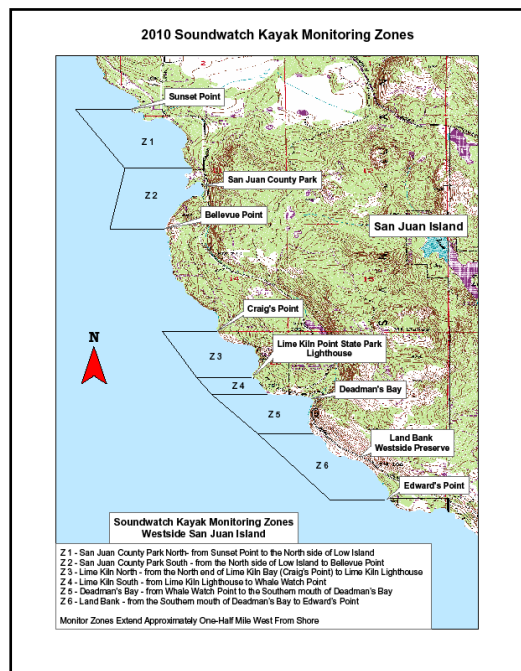 2010 Soundwatch Kayak Monitoring Zones
Sunset Point
Z 1
San Juan County Park
Z 2
Bellevue Point
San Juan Island
Craig's Point
N
Lime Kiln Point State Park
Lighthouse
Z 3
Z 4
Deadman's Bay
Z 5
Land Bank
Westside Preserve
Z 6
Edward's Point
Soundwatch Kayak Monitoring Zones
Westside San Juan Island
Z 1 - San Juan County Park North- from Sunset Point to the North side of Low Island
Z 2 - San Juan County Park South - from the North side of Low Island to Bellevue Point
Z 3 - Lime Kiln North - from the North end of Lime Kiln Bay (Craig's Point) to Lime Kiln Lighthouse
Z 4 - Lime Kiln South - from Lime Kiln Lighthouse to Whale Watch Point
Z 5 - Deadman's Bay - from Whale Watch Point to the Southern mouth of Deadman's Bay
Z 6 - Land Bank - from the Southern mouth of Deadman's Bay to Edward's Point
Monitor Zones Extend Approximately One-Half Mile West From Shore